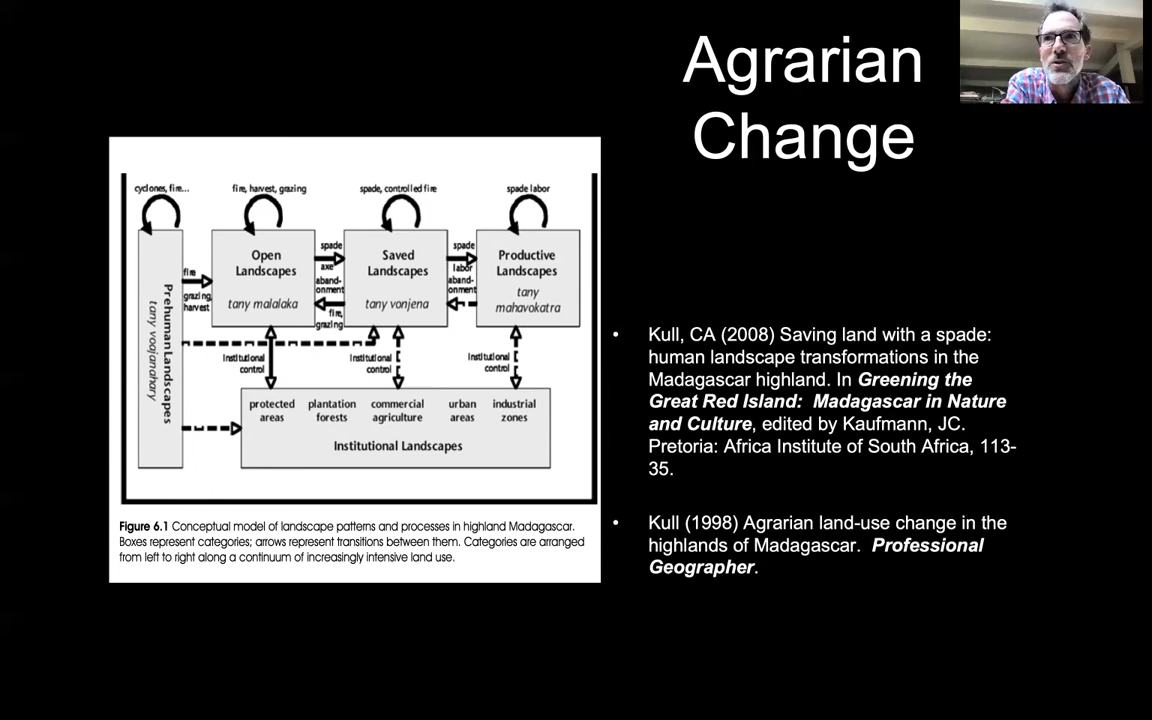 Agrarian
Change
cyclones, fire...
fire, harvest, grazing
spade, controlled fire
spade labor
Prehuman Landscapes
tany voajanahary
fire
grazing,
harvest
Open
Landscapes
tany malalaka
spade
axe
aband-
onment
fire,
grazing
Saved
Landscapes
tany vonjena
spade
labor
aband-
onment
Productive
Landscapes
tany
mahavokatra
Institutional
control
Institutional
control
Institutional
control
protected
areas
plantation
forests
commercial
agriculture
urban
areas
industrial
zones
Institutional Landscapes
Figure 6.1 Conceptual model of landscape patterns and processes in highland Madagascar.
Boxes represent categories; arrows represent transitions between them. Categories are arranged
from left to right along a continuum of increasingly intensive land use.
• Kull, CA (2008) Saving land with a spade:
human landscape transformations in the
Madagascar highland. In Greening the
Great Red Island: Madagascar in Nature
and Culture, edited by Kaufmann, JC.
Pretoria: Africa Institute of South Africa, 113-
35.
• Kull (1998) Agrarian land-use change in the
highlands of Madagascar. Professional
Geographer.